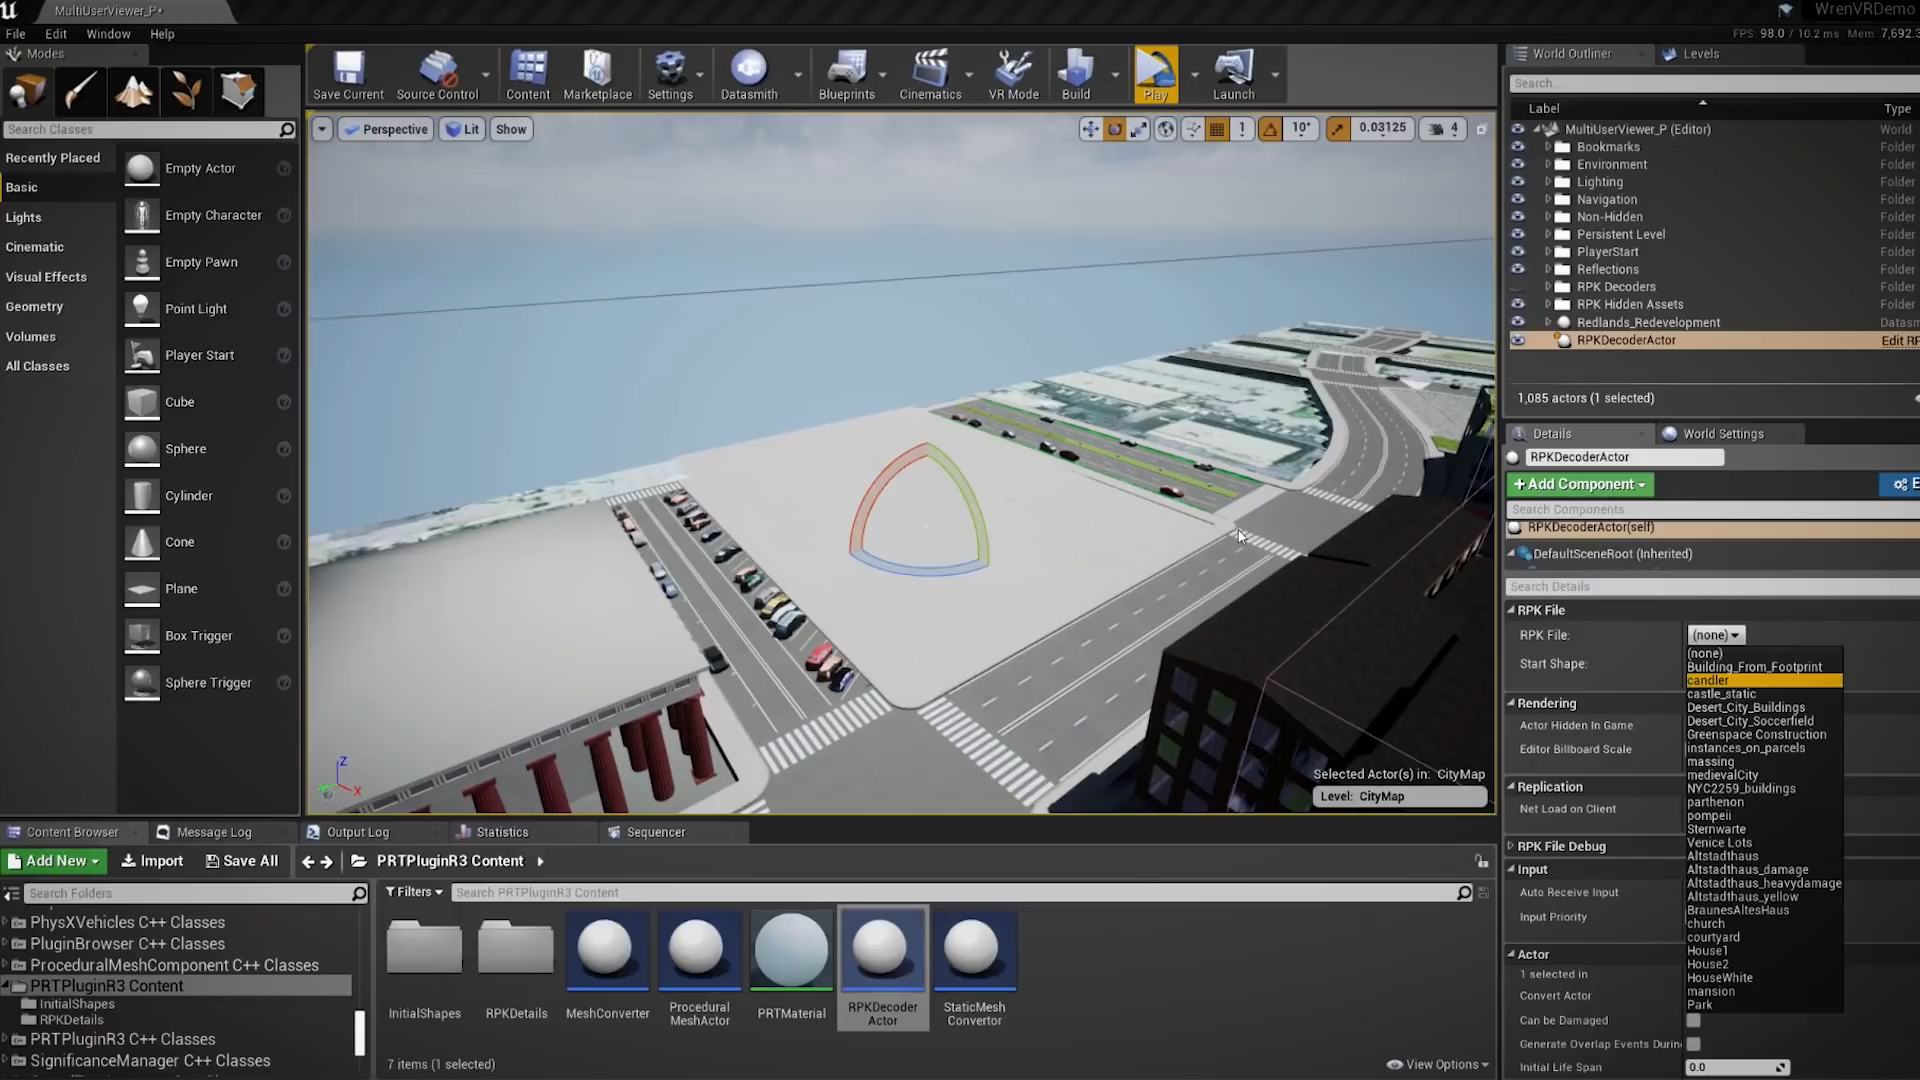 MultiUserViewer_P*
WrenVRDemo
File Edit Window Help
FPS: 98.0 / 10.2 ms Mem: 7,692.3
Modes
Search Classes
Recently Placed
Basic
Lights
Cinematic
Visual Effects
Geometry
Volumes
All Classes
Empty Actor
Empty Character
Empty Pawn
Point Light
Player Start
Cube
Sphere
Cylinder
Cone
Plane
Box Trigger
Sphere Trigger
Save Current
Source Control
Content
Marketplace
Settings
Datasmith
Blueprints
Cinematics
VR Mode
Build
Play
Launch
Perspective
Lit
Show
1
10°
0.03125
4
Z
X
Selected Actor(s) in: CityMap
Level: CityMap
World Outliner
Levels
Search...
Label Type
MultiUserViewer_P (Editor) World
Bookmarks Folder
Environment Folder
Lighting Folder
Navigation Folder
Non-Hidden Folder
Persistent Level Folder
PlayerStart Folder
Reflections Folder
RPK Decoders Folder
RPK Hidden Assets Folder
Redlands_Redevelopment Datasm
RPKDecoderActor Edit RP
1,085 actors (1 selected)
Details
World Settings
RPKDecoderActor
+ Add Component
E
Search Components
RPKDecoderActor(self)
DefaultSceneRoot (Inherited)
Search Details
RPK File
RPK File: (none)
Start Shape:
Rendering
Actor Hidden In Game
Editor Billboard Scale
Replication
Net Load on Client
RPK File Debug
Input
Auto Receive Input
Input Priority
Actor
1 selected in
Convert Actor
Can be Damaged
Generate Overlap Events Durin
Initial Life Span 0.0
(none)
Building_From_Footprint
candler
castle_static
Desert_City_Buildings
Desert_City_Soccerfield
Greenspace Construction
instances_on_parcels
massing
medievalCity
NYC2259_buildings
parthenon
pompeii
Sternwarte
Venice Lots
Altstadthaus
Altstadthaus_damage
Altstadthaus_heavydamage
Altstadthaus_yellow
BraunesAltesHaus
church
courtyard
House1
House2
HouseWhite
mansion
Park
Content Browser
Message Log
Output Log
Statistics
Sequencer
Add New
Import
Save All
PRTPluginR3 Content
Search Folders
Filters
Search PRTPluginR3 Content
PhysXVehicles C++ Classes
PluginBrowser C++ Classes
ProceduralMeshComponent C++ Classes
PRTPluginR3 Content
InitialShapes
RPKDetails
PRTPluginR3 C++ Classes
SignificanceManager C++ Classes
InitialShapes
RPKDetails
MeshConverter
Procedural
MeshActor
PRTMaterial
RPKDecoder
Actor
StaticMesh
Convertor
7 items (1 selected)
View Options